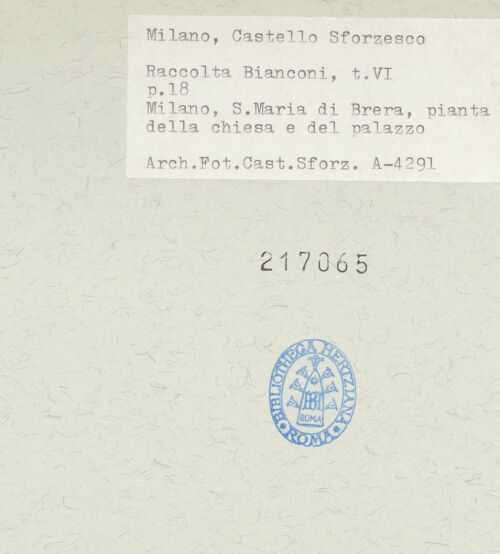 Milano, Castello Sforzesco
Raccolta Bianconi, t.VI
p.18
Milano, S.Maria di Brera, pianta
della chiesa e del palazzo
Arch.Fot.Cast.Sforz. A-4291
217065
BIBLIOTHECA HERTZIANA
ROMA
ROMA